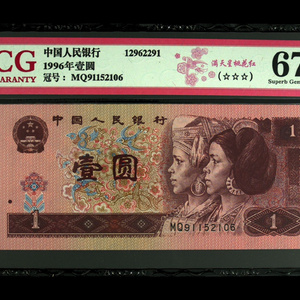 CG
ARANTY
中国人民银行
12962291
1996年壹圆
冠号：MQ91152106
满天星桃花红
(☆☆☆)
67
Superb Gem
中国人民银行
壹圆
1
1
MQ91152106